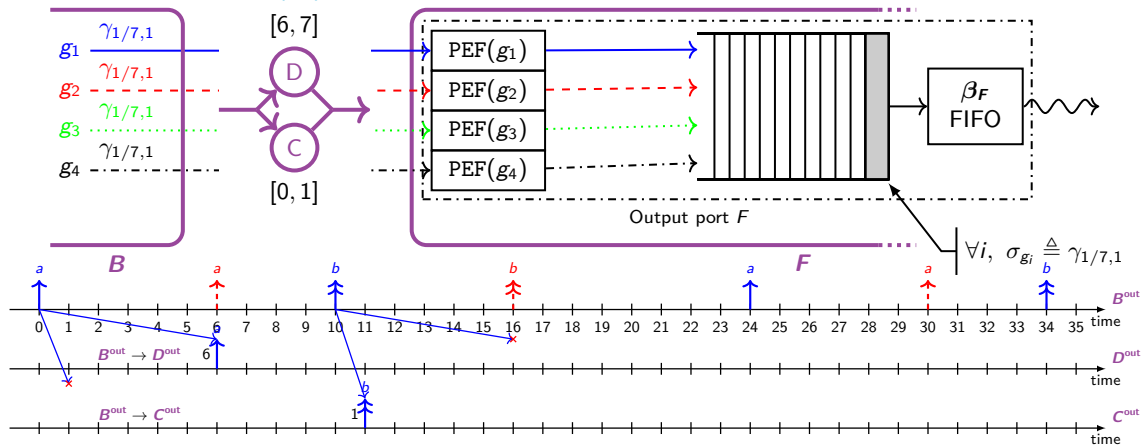 [6, 7]
g1 γ1/7,1
g2 γ1/7,1
g3 γ1/7,1
g4 γ1/7,1
D
C
[0, 1]
PEF(g1)
PEF(g2)
PEF(g3)
PEF(g4)
βF
FIFO
Output port F
∀i, σgi ≜ γ1/7,1
B
F
a a b b a a b
Bout
0 1 2 3 4 5 6 7 8 9 10 11 12 13 14 15 16 17 18 19 20 21 22 23 24 25 26 27 28 29 30 31 32 33 34 35 time
a
Bout → Dout 6 Dout
time
b
Bout → Cout 1 Cout
time